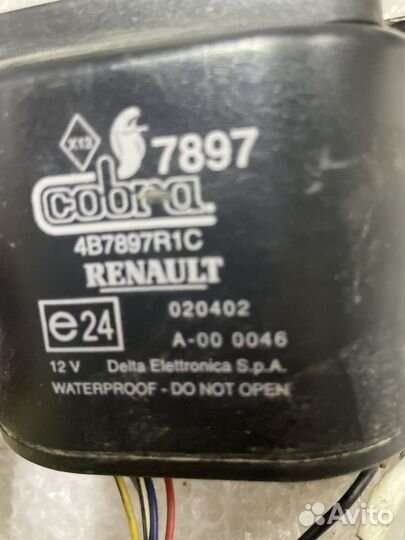 X12
7897
cobra
4B7897R1C
RENAULT
e24
020402
A-00 0046
12 V Delta Elettronica S.p.A.
WATERPROOF - DO NOT OPEN
Avito